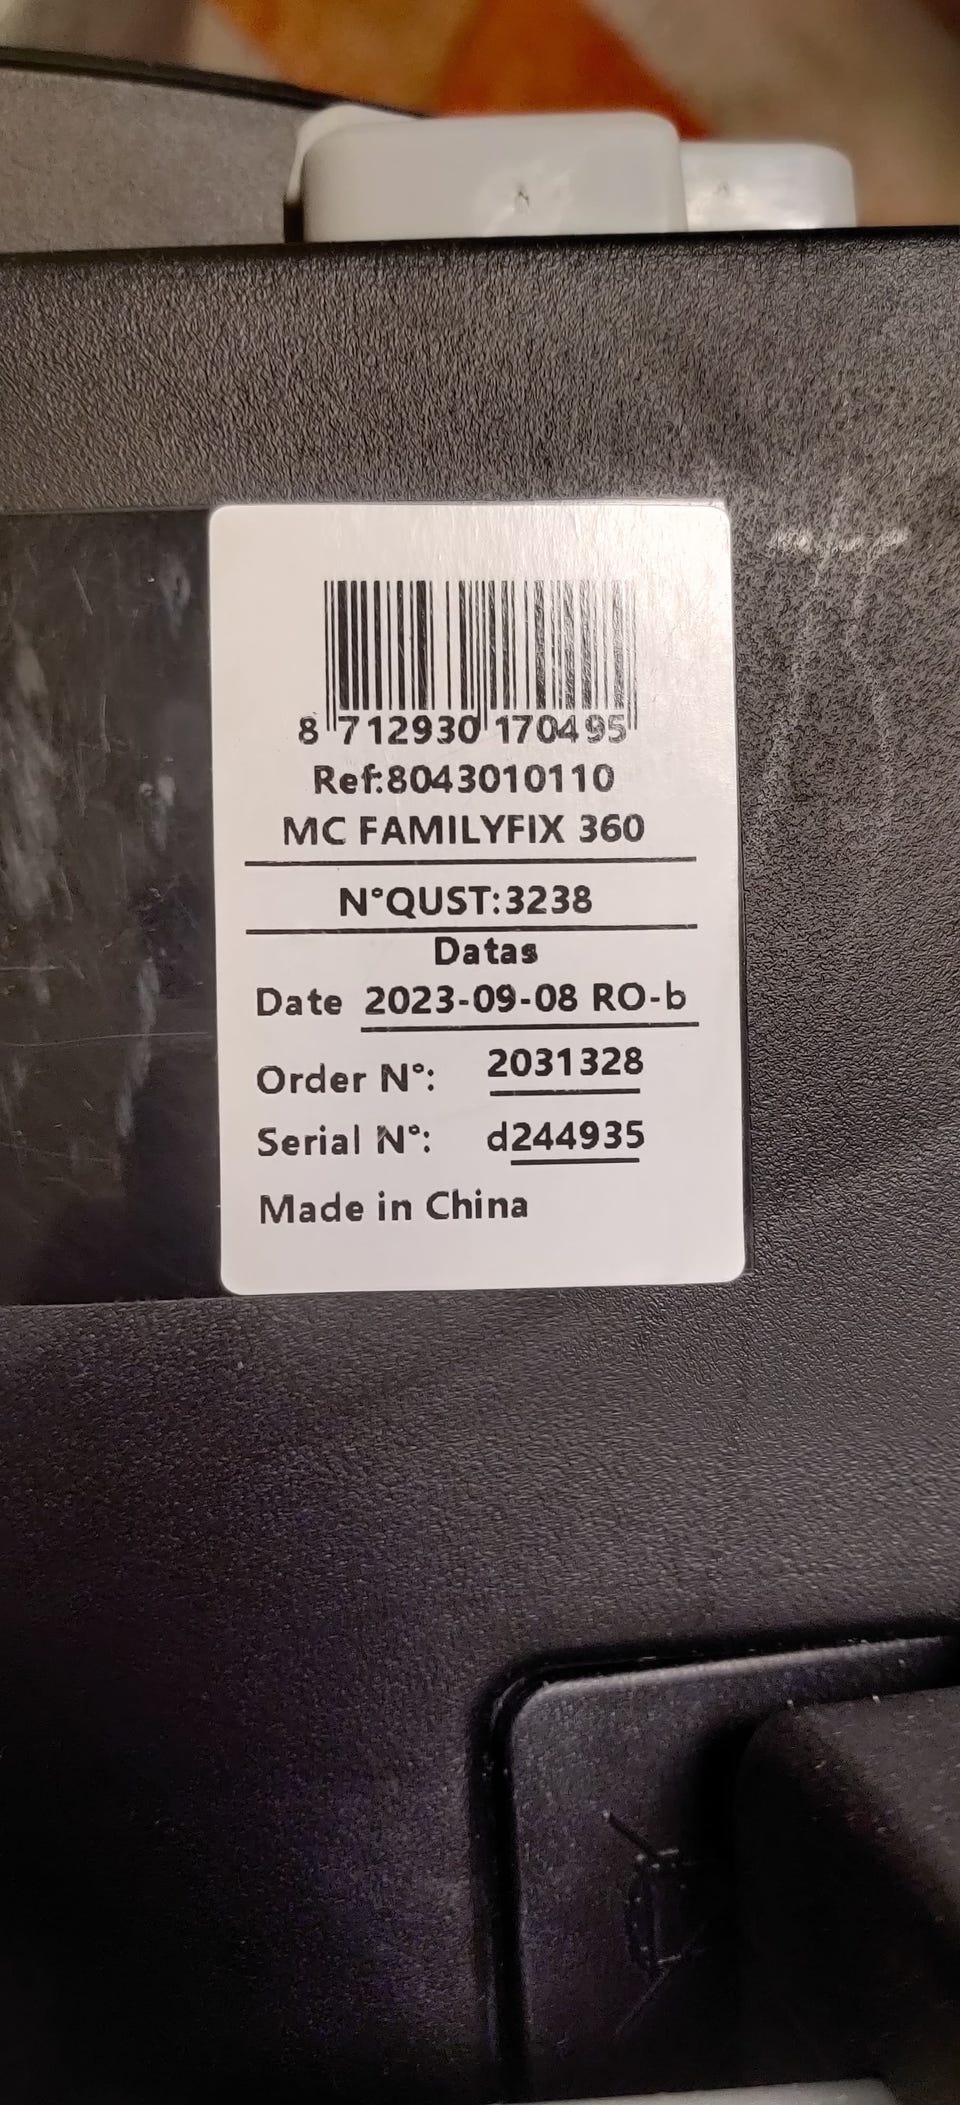 8 712930 170495
Ref:8043010110
MC FAMILYFIX 360
N°QUST:3238
Datas
Date 2023-09-08 RO-b
Order N°: 2031328
Serial N°: d244935
Made in China